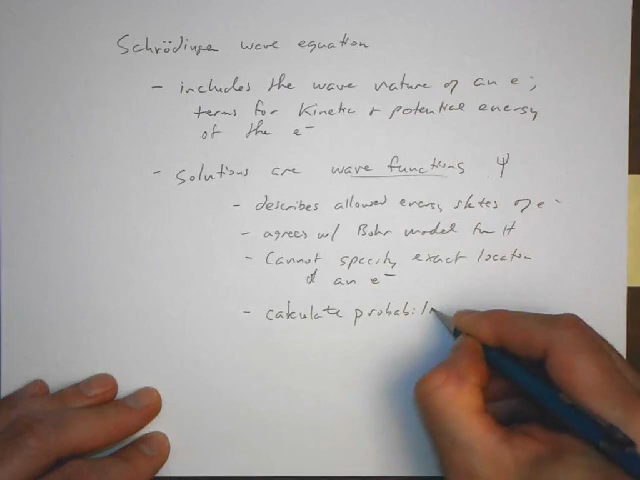 Schrödinge wave equation
- includes the wave nature of an e⁻;
terms for Kinetic + potential energy
of the e⁻
- Solutions are wave functions ψ
- describes allowed energy states of e⁻
- agrees w/ Bohr model for H
- Cannot specify exact location
of an e⁻
- calculate probabil